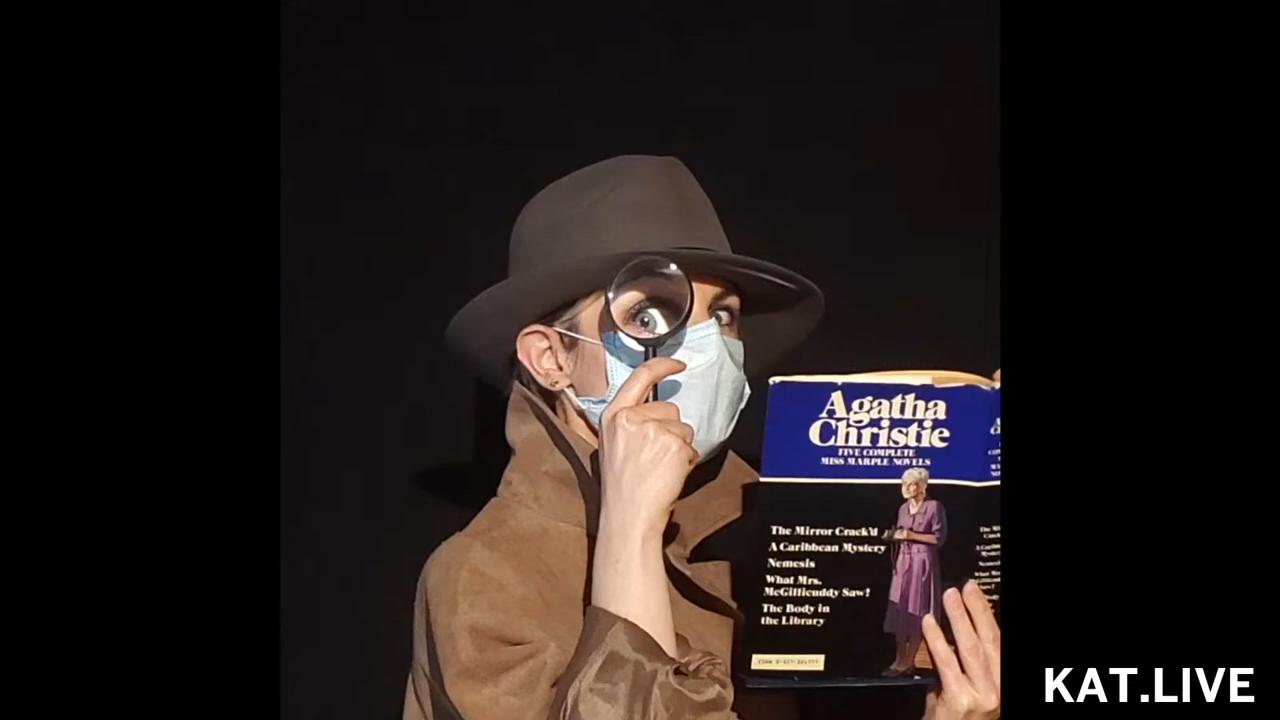 Agatha
Christie
FIVE COMPLETE
MISS MARPLE NOVELS
The Mirror Crack'd
A Caribbean Mystery
Nemesis
What Mrs.
McGillicuddy Saw!
The Body in
the Library
KAT.LIVE